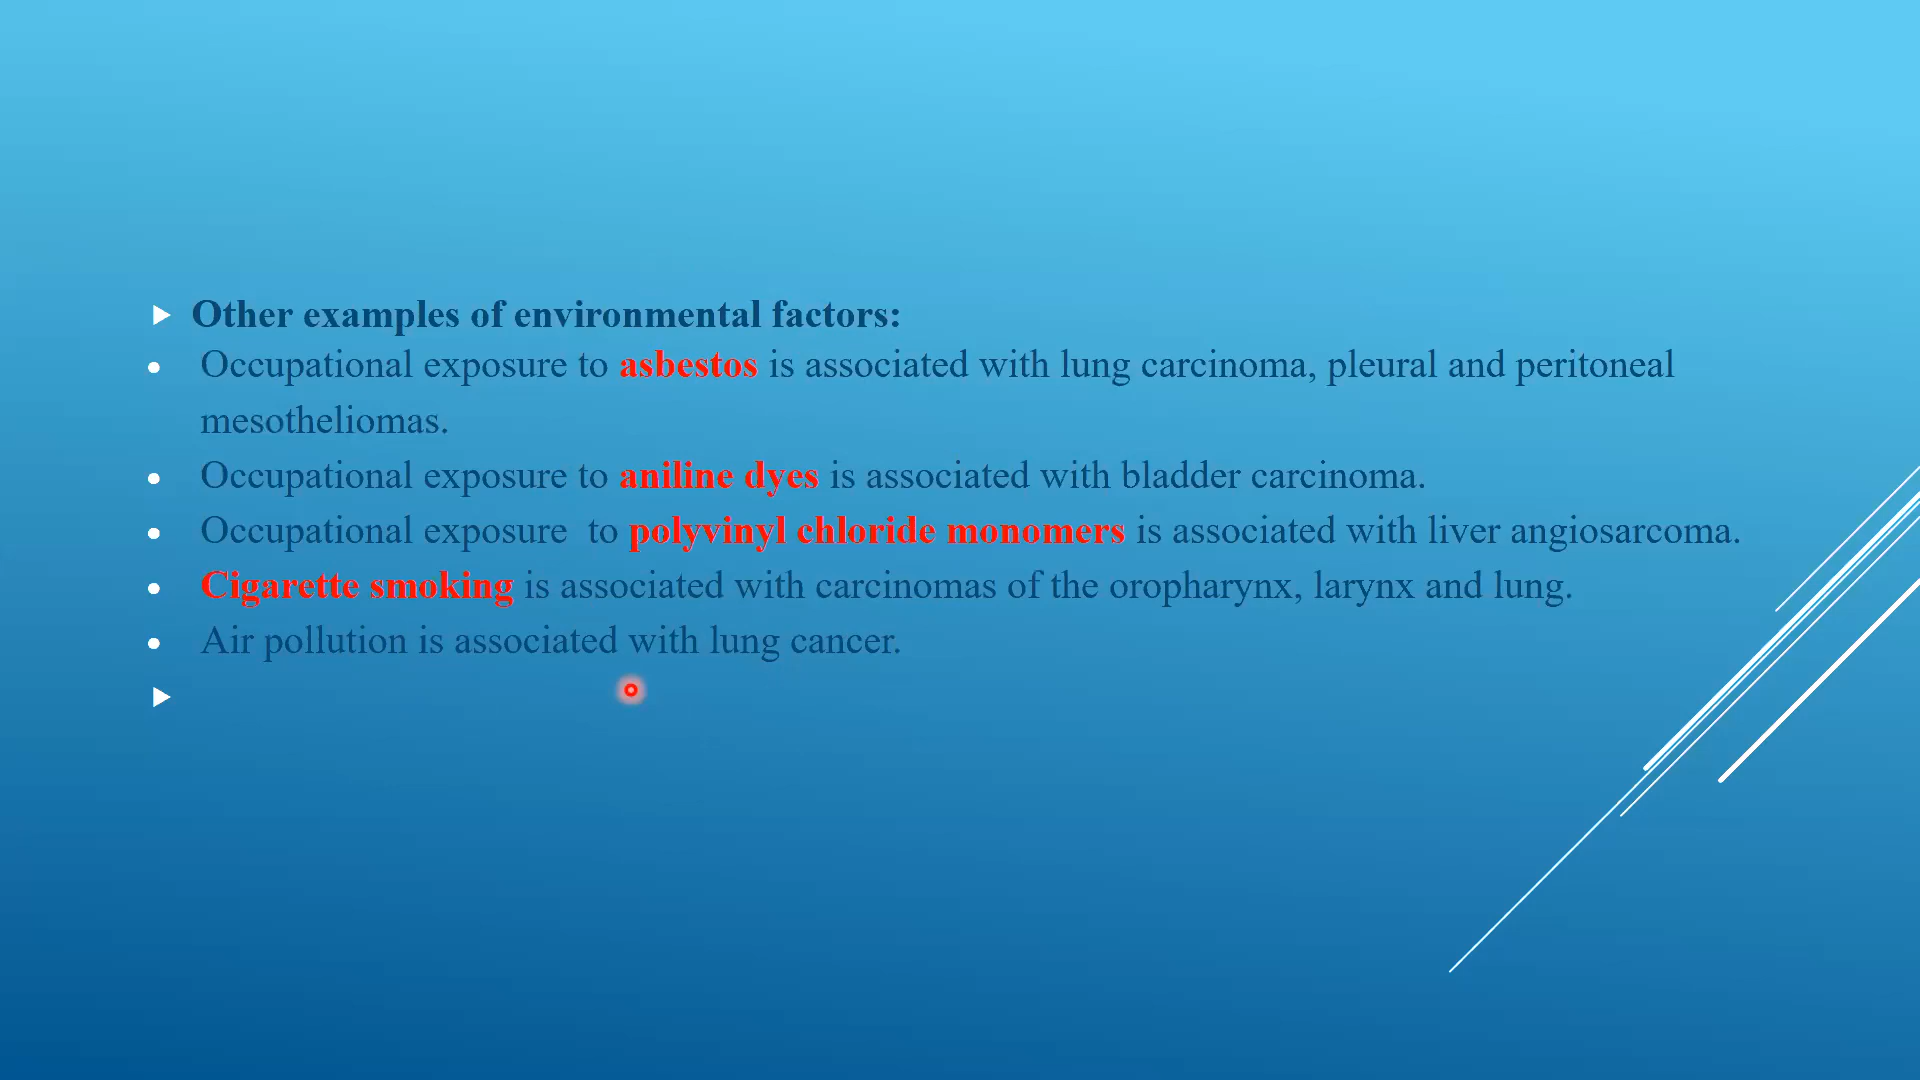 Other examples of environmental factors:
Occupational exposure to asbestos is associated with lung carcinoma, pleural and peritoneal
mesotheliomas.
Occupational exposure to aniline dyes is associated with bladder carcinoma.
Occupational exposure  to polyvinyl chloride monomers is associated with liver angiosarcoma.
Cigarette smoking is associated with carcinomas of the oropharynx, larynx and lung.
Air pollution is associated with lung cancer.